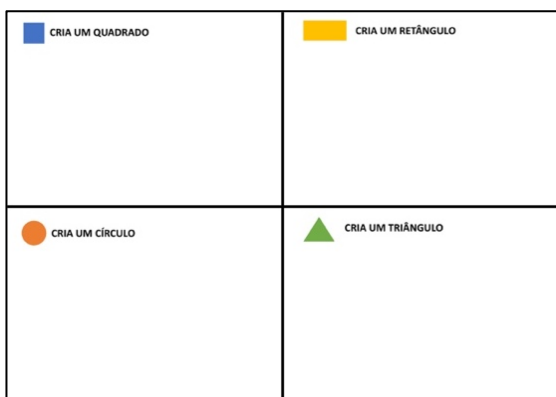 CRIA UM QUADRADO
CRIA UM RETÂNGULO
CRIA UM CÍRCULO
CRIA UM TRIÂNGULO